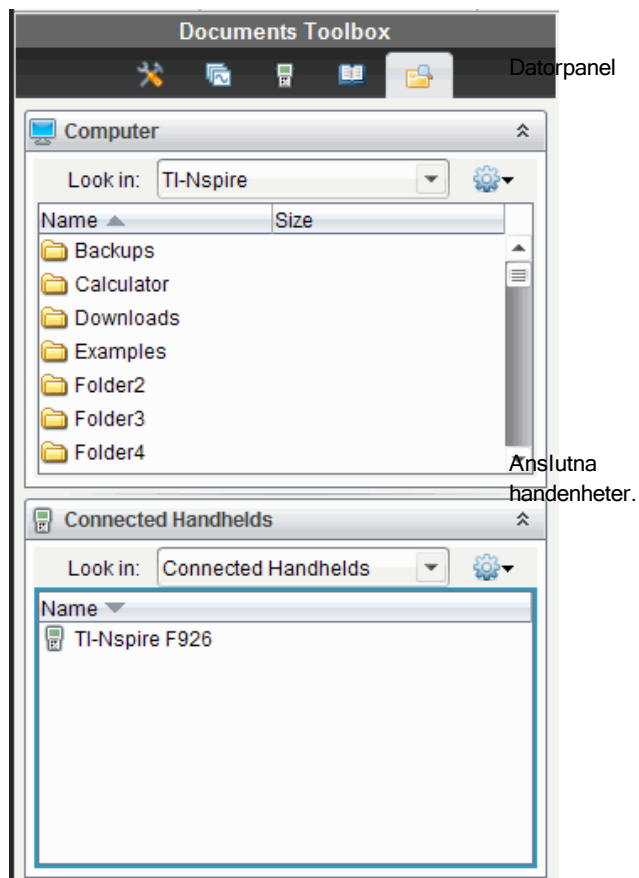 Documents Toolbox
Datorpanel
Computer
Look in: TI-Nspire
Name Size
Backups
Calculator
Downloads
Examples
Folder2
Folder3
Folder4
Anslutna
handenheter.
Connected Handhelds
Look in: Connected Handhelds
Name
TI-Nspire F926